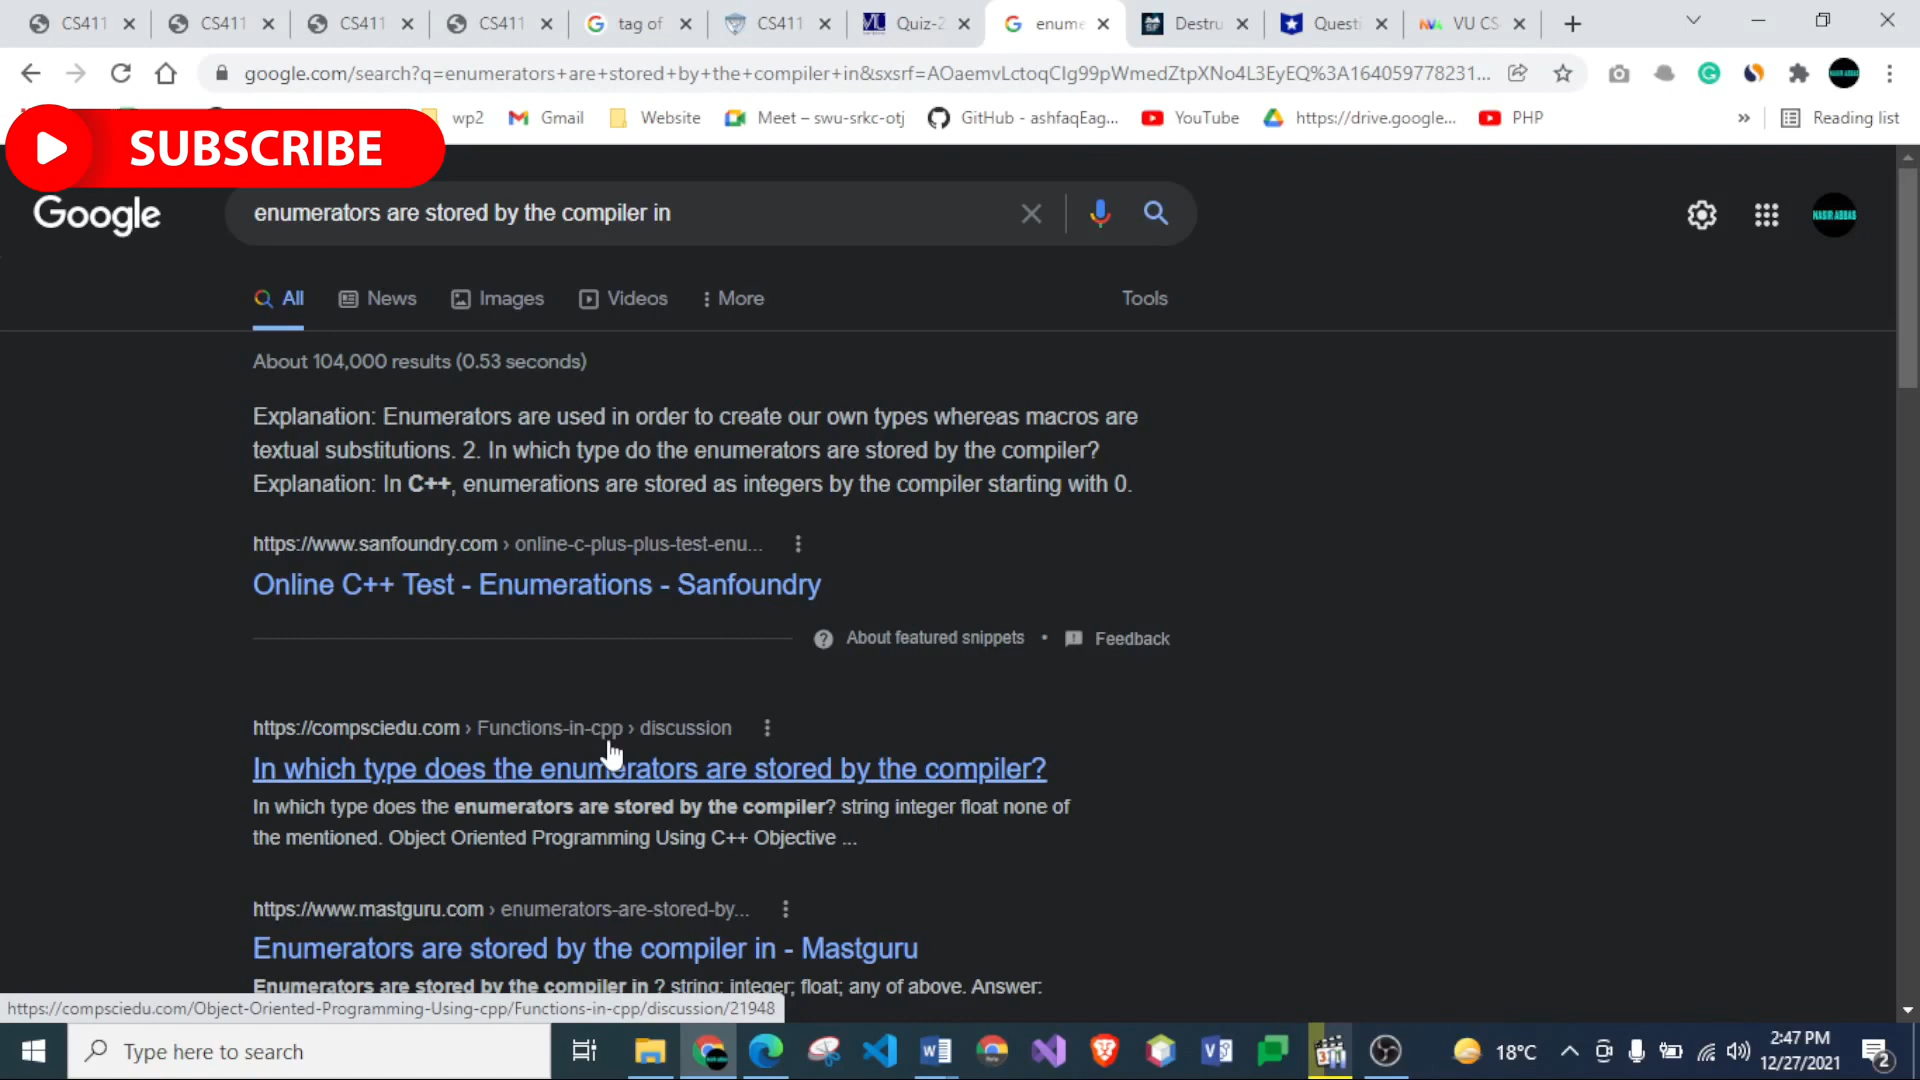 CS411
CS411
CS411
CS411
tag of
CS411
Quiz-2
enume
Destru
Questi
VU CS
google.com/search?q=enumerators+are+stored+by+the+compiler+in&sxsrf=AOaemvLctoqCIg99pWmedZtpXNo4L3EyEQ%3A164059778231...
wp2
Gmail
Website
Meet – swu-srkc-otj
GitHub - ashfaqEag...
YouTube
https://drive.google...
PHP
»
Reading list
SUBSCRIBE
Google
enumerators are stored by the compiler in
NASIR ABBAS
All
News
Images
Videos
More
Tools
About 104,000 results (0.53 seconds)
Explanation: Enumerators are used in order to create our own types whereas macros are
textual substitutions. 2. In which type do the enumerators are stored by the compiler?
Explanation: In C++, enumerations are stored as integers by the compiler starting with 0.
https://www.sanfoundry.com › online-c-plus-plus-test-enu...
Online C++ Test - Enumerations - Sanfoundry
About featured snippets • Feedback
https://compsciedu.com › Functions-in-cpp › discussion
In which type does the enumerators are stored by the compiler?
In which type does the enumerators are stored by the compiler? string integer float none of
the mentioned. Object Oriented Programming Using C++ Objective ...
https://www.mastguru.com › enumerators-are-stored-by...
Enumerators are stored by the compiler in - Mastguru
Enumerators are stored by the compiler in ? string; integer; float; any of above. Answer:
https://compsciedu.com/Object-Oriented-Programming-Using-cpp/Functions-in-cpp/discussion/21948
Type here to search
18°C
2:47 PM
12/27/2021
2